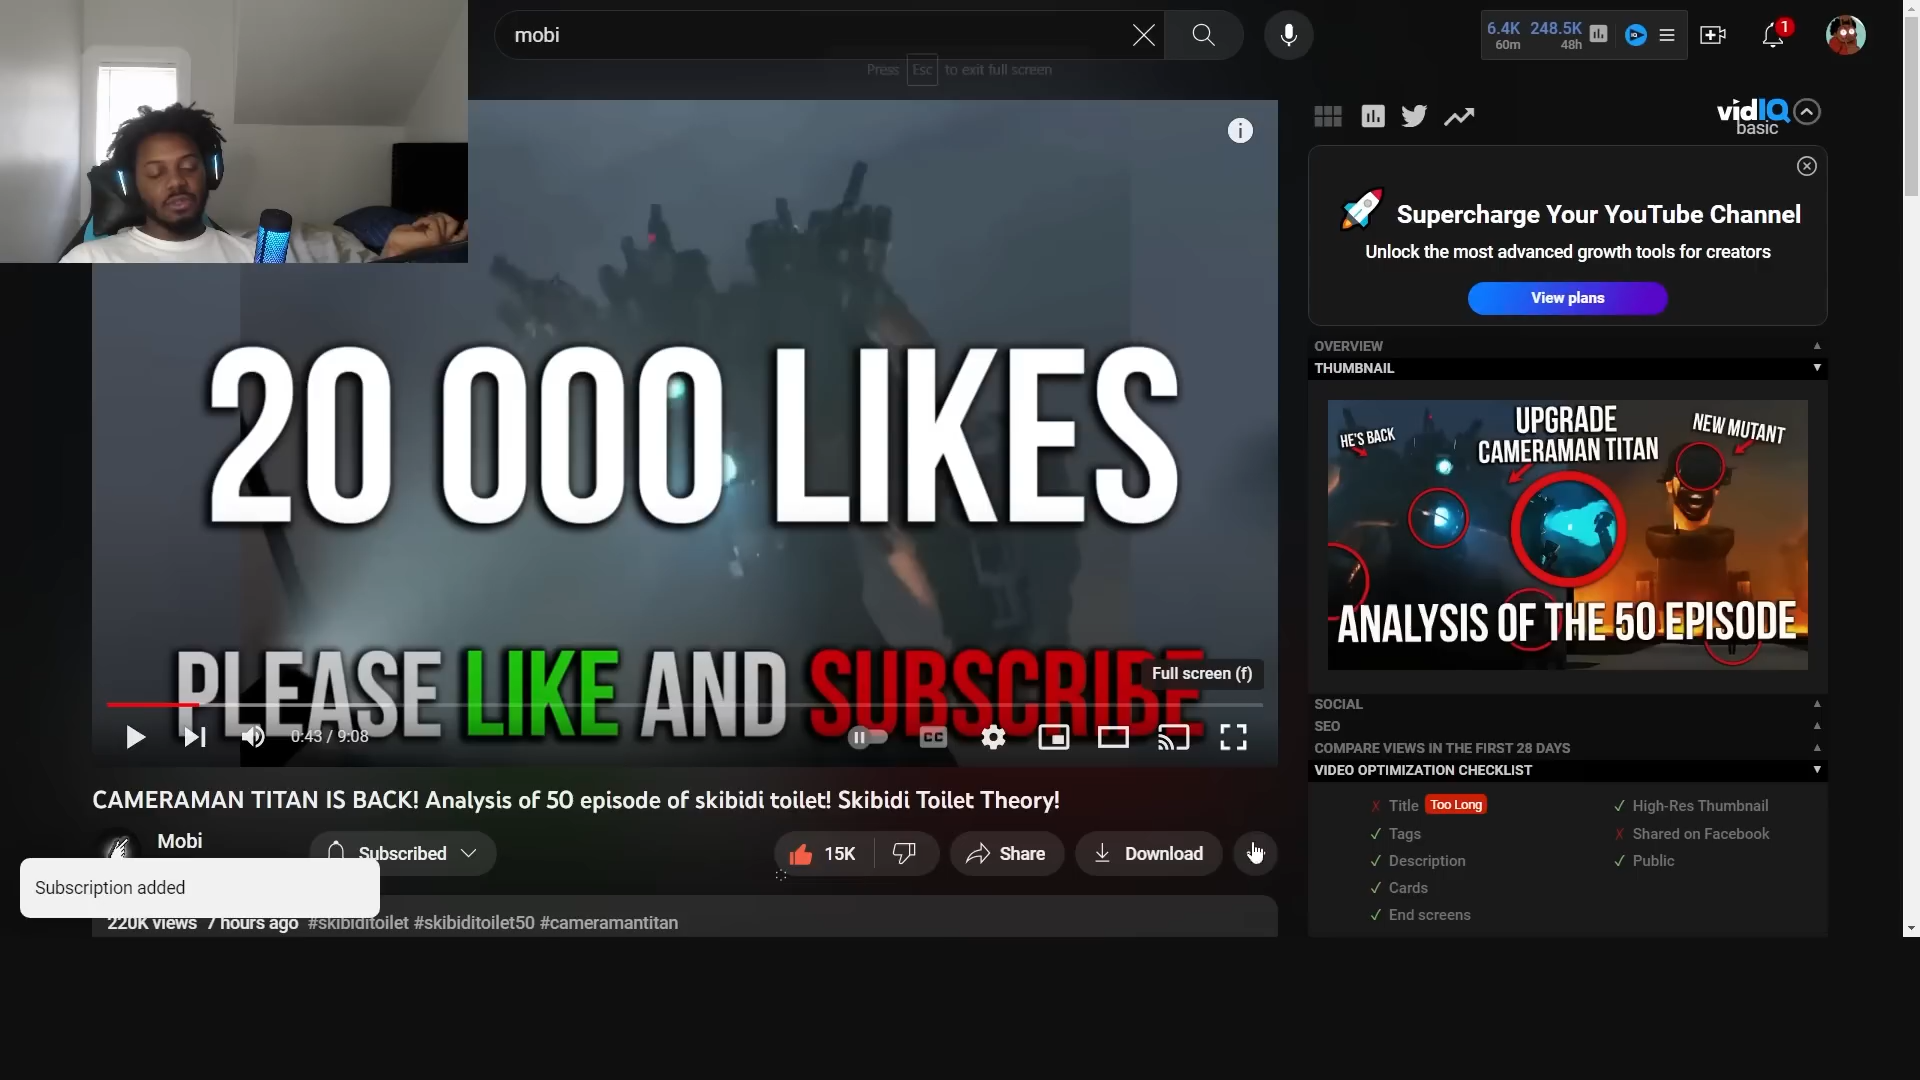 mobi
Press Esc to exit full screen
6.4K 248.5K
60m 48h
1
20 000 LIKES
PLEASE LIKE AND SUBSCRIBE
Full screen (f)
0:43 / 9:08
CC
CAMERAMAN TITAN IS BACK! Analysis of 50 episode of skibidi toilet! Skibidi Toilet Theory!
Mobi
Subscribed
15K
Share
Download
Subscription added
220K views 7 hours ago #skibiditoilet #skibiditoilet50 #cameramantitan
vidIQ
basic
Supercharge Your YouTube Channel
Unlock the most advanced growth tools for creators
View plans
OVERVIEW
THUMBNAIL
HE'S BACK
UPGRADE
CAMERAMAN TITAN
NEW MUTANT
ANALYSIS OF THE 50 EPISODE
SOCIAL
SEO
COMPARE VIEWS IN THE FIRST 28 DAYS
VIDEO OPTIMIZATION CHECKLIST
Title Too Long
Tags
Description
Cards
End screens
High-Res Thumbnail
Shared on Facebook
Public